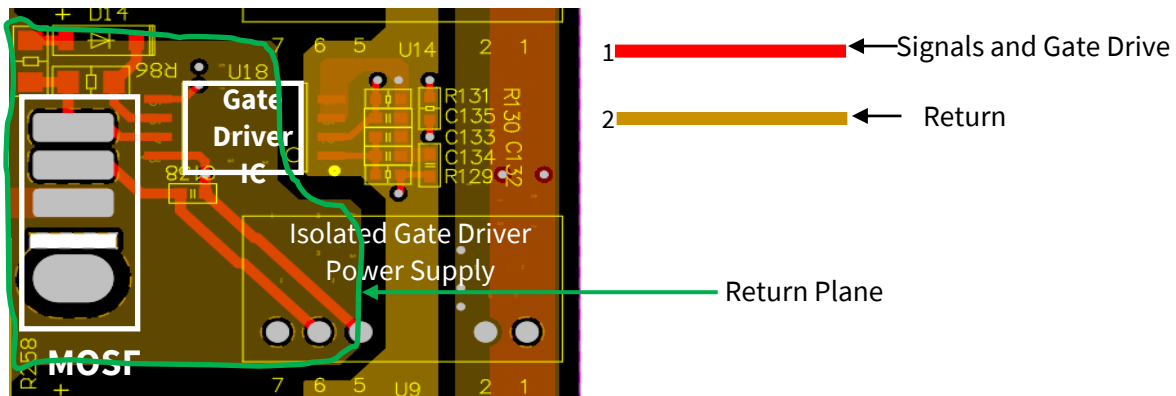 + D14
7 6 5 U14 2 1
R86 U18
Gate
Driver
IC
R131
C135
C133
C134
R129
R130 C132
C158
Isolated Gate Driver
Power Supply
MOSF
R258
+
7 6 5 U9 2 1
1 Signals and Gate Drive
2 Return
Return Plane